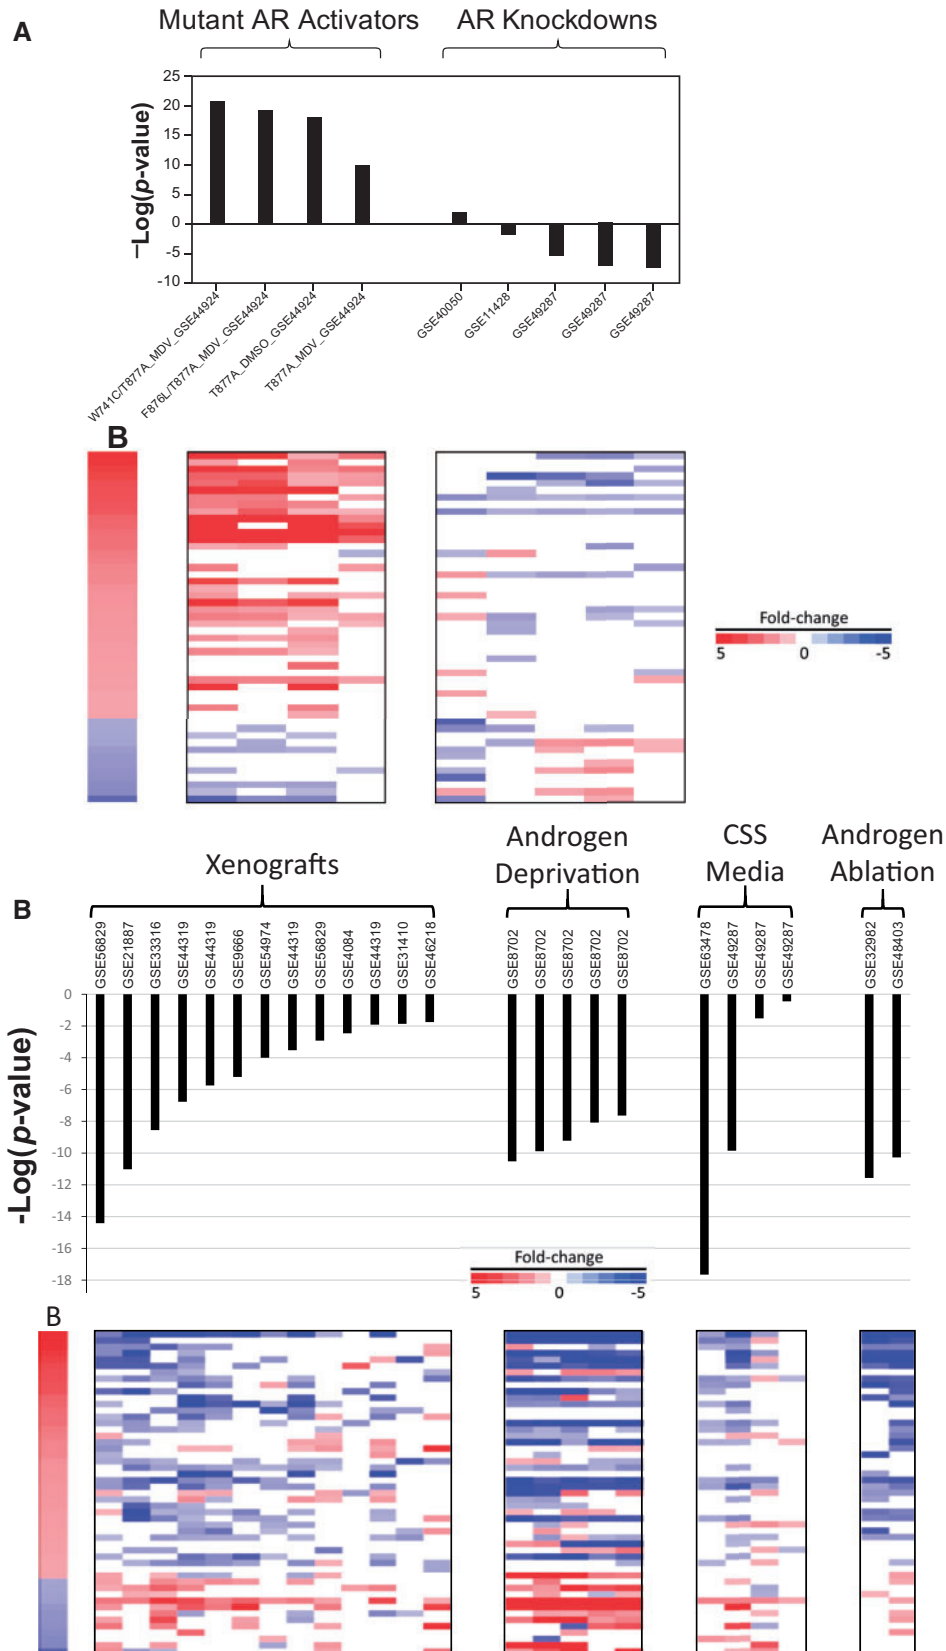 A
Mutant AR Activators
AR Knockdowns
–Log(p-value)
25
20
15
10
5
0
-5
-10
W741C/T877A_MDV_GSE44924
F876L/T877A_MDV_GSE44924
T877A_DMSO_GSE44924
T877A_MDV_GSE44924
GSE40050
GSE11428
GSE49287
GSE49287
GSE49287
B
Fold-change
5 0 -5
Xenografts
Androgen
Deprivation
CSS
Media
Androgen
Ablation
B
GSE56829
GSE21887
GSE33316
GSE44319
GSE44319
GSE9666
GSE54974
GSE44319
GSE56829
GSE4084
GSE44319
GSE31410
GSE46218
GSE8702
GSE8702
GSE8702
GSE8702
GSE8702
GSE63478
GSE49287
GSE49287
GSE49287
GSE32982
GSE48403
-Log(p-value)
0
-2
-4
-6
-8
-10
-12
-14
-16
-18
Fold-change
5 0 -5
B